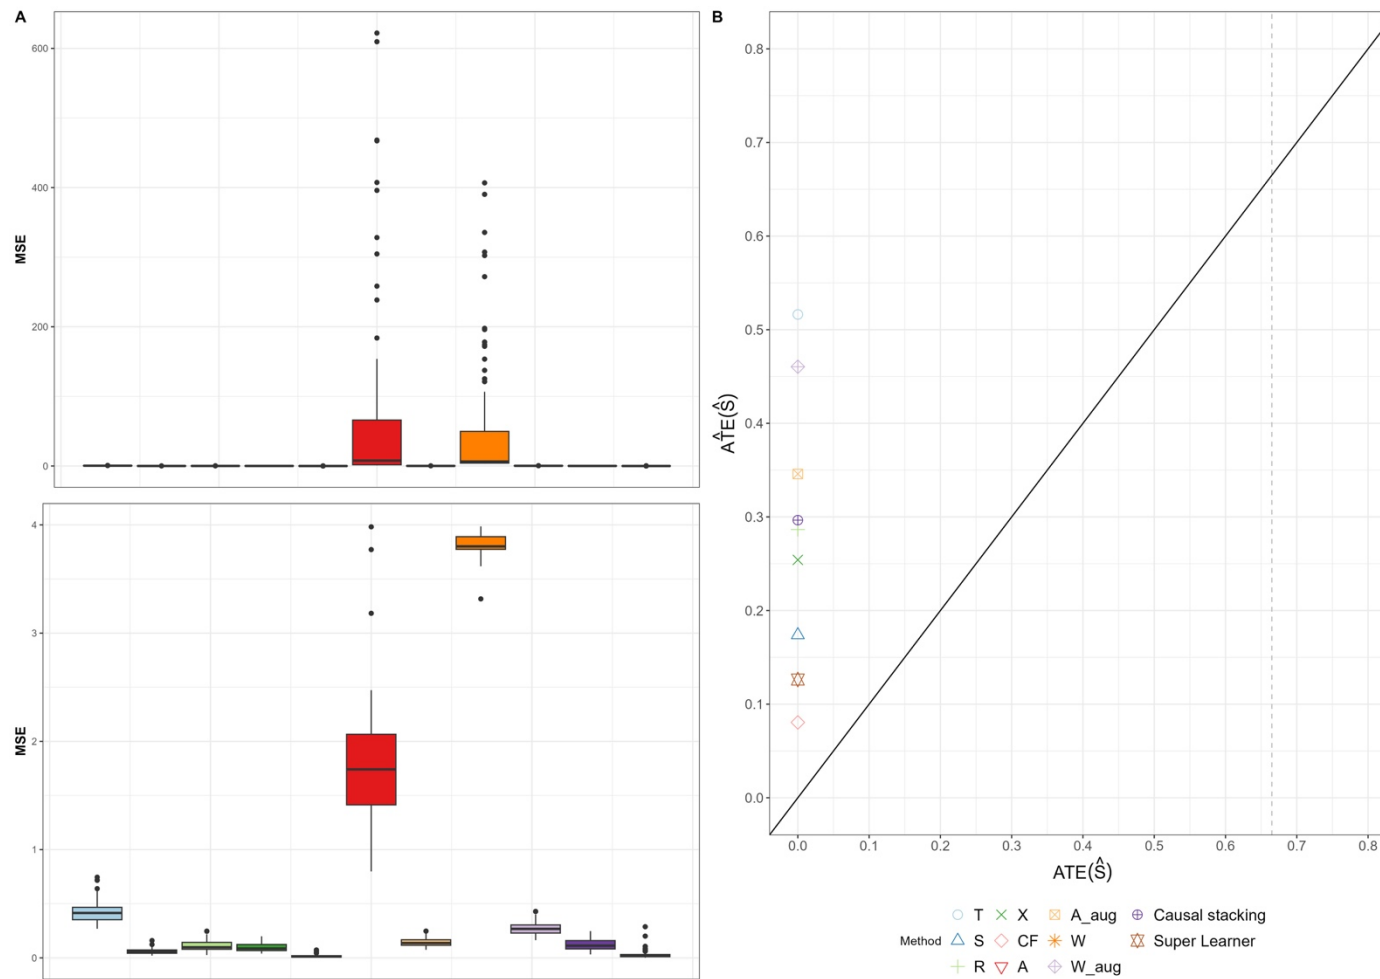 A
600
400
200
0
MSE
4
3
2
1
0
MSE
B
0.8
0.7
0.6
0.5
0.4
0.3
0.2
0.1
0.0
ATÊ(Ŝ)
0.0 0.1 0.2 0.3 0.4 0.5 0.6 0.7 0.8
ATE(Ŝ)
T X A_aug Causal stacking
Method S CF W Super Learner
R A W_aug